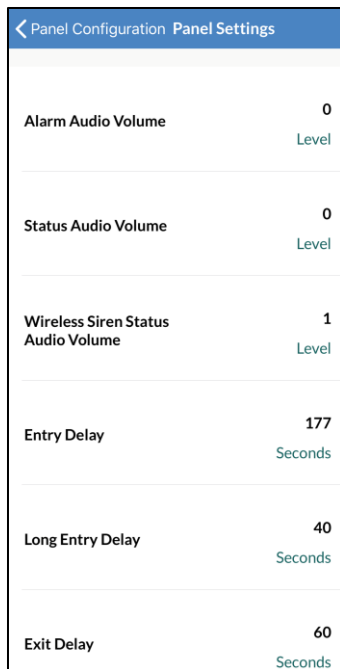 Panel Configuration Panel Settings
Alarm Audio Volume
0
Level
Status Audio Volume
0
Level
Wireless Siren Status
Audio Volume
1
Level
Entry Delay
177
Seconds
Long Entry Delay
40
Seconds
Exit Delay
60
Seconds